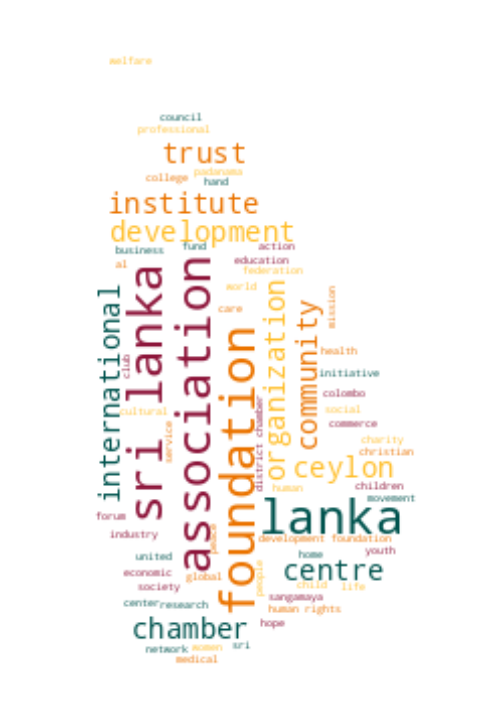 welfare
council
professional
trust
padanama
college
hand
institute
development
business
fund
action
education
al
federation
world
international
sri lanka
association
organization
mission
care
community
foundation
health
club
initiative
colombo
cultural
social
district chamber
service
commerce
charity
christian
ceylon
human
children
movement
lanka
forum
industry
peace
development foundation
youth
united
home
centre
economic
global
people
child
life
society
sangamaya
center
research
human rights
chamber
hope
network
women
sri
medical